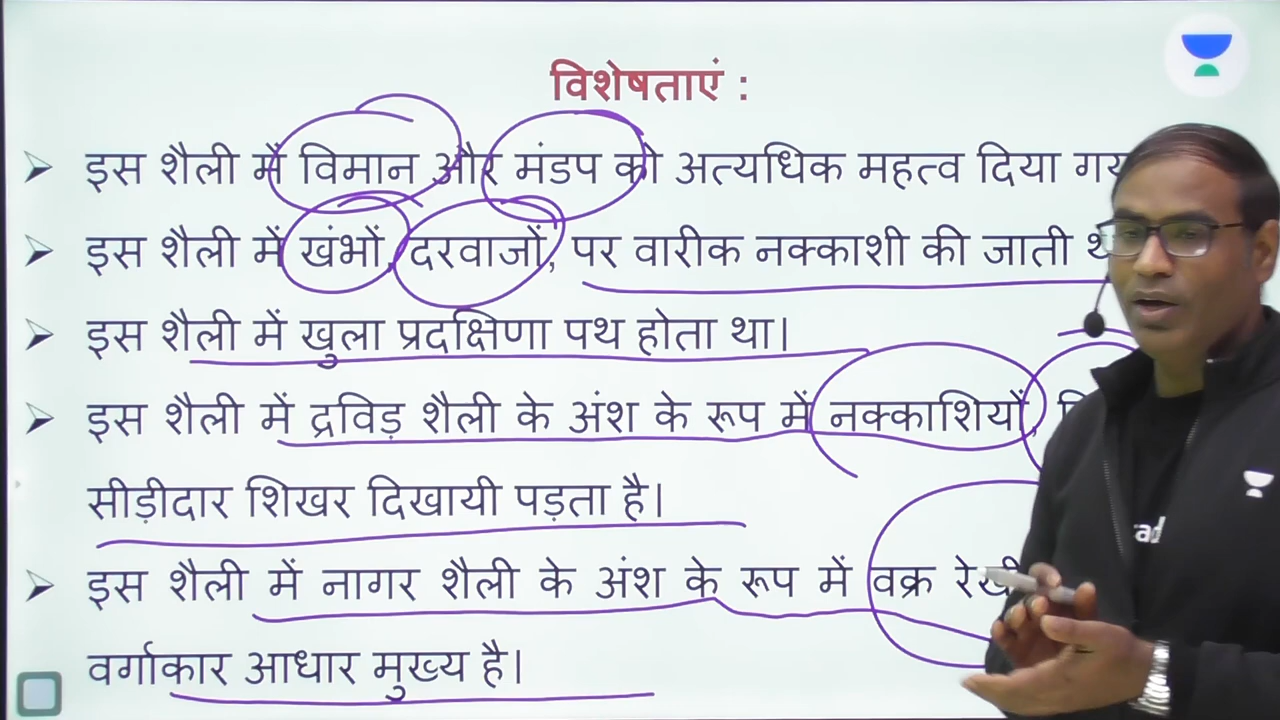 विशेषताएं :
इस शैली में विमान और मंडप को अत्यधिक महत्व दिया
इस शैली में खंभों, दरवाजों, पर वारीक नक्काशी की जाती
इस शैली में खुला प्रदक्षिणा पथ होता था।
इस शैली में द्रविड़ शैली के अंश के रूप में नक्काशियों,
सीड़ीदार शिखर दिखायी पड़ता है।
इस शैली में नागर शैली के अंश के रूप में वक्र
वर्गाकार आधार मुख्य है।